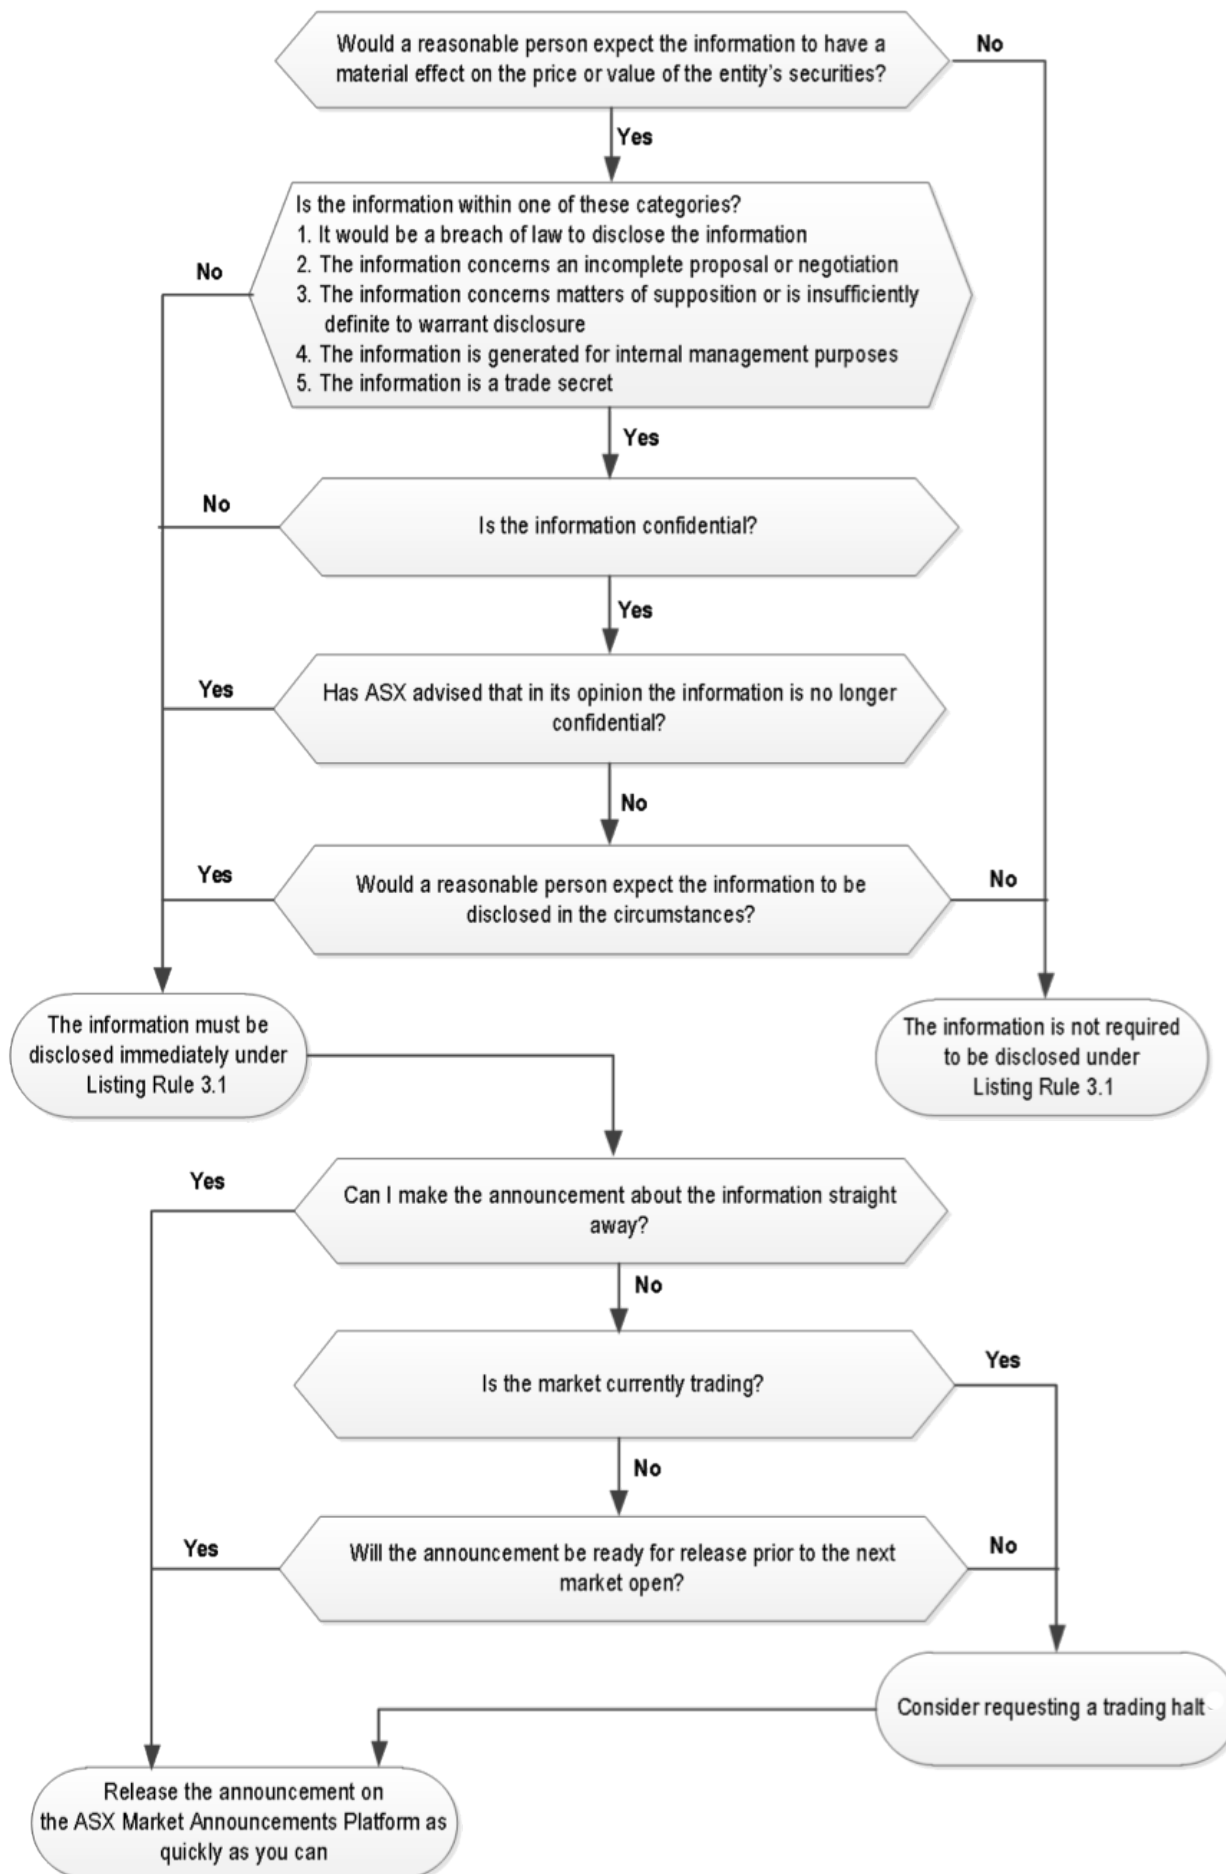 Would a reasonable person expect the information to have a
material effect on the price or value of the entity's securities?
No
Yes
Is the information within one of these categories?
1. It would be a breach of law to disclose the information
2. The information concerns an incomplete proposal or negotiation
3. The information concerns matters of supposition or is insufficiently
definite to warrant disclosure
4. The information is generated for internal management purposes
5. The information is a trade secret
No
Yes
Is the information confidential?
No
Yes
Has ASX advised that in its opinion the information is no longer
confidential?
Yes
No
Would a reasonable person expect the information to be
disclosed in the circumstances?
Yes
No
The information must be
disclosed immediately under
Listing Rule 3.1
The information is not required
to be disclosed under
Listing Rule 3.1
Can I make the announcement about the information straight
away?
Yes
No
Is the market currently trading?
Yes
No
Will the announcement be ready for release prior to the next
market open?
Yes
No
Consider requesting a trading halt
Release the announcement on
the ASX Market Announcements Platform as
quickly as you can